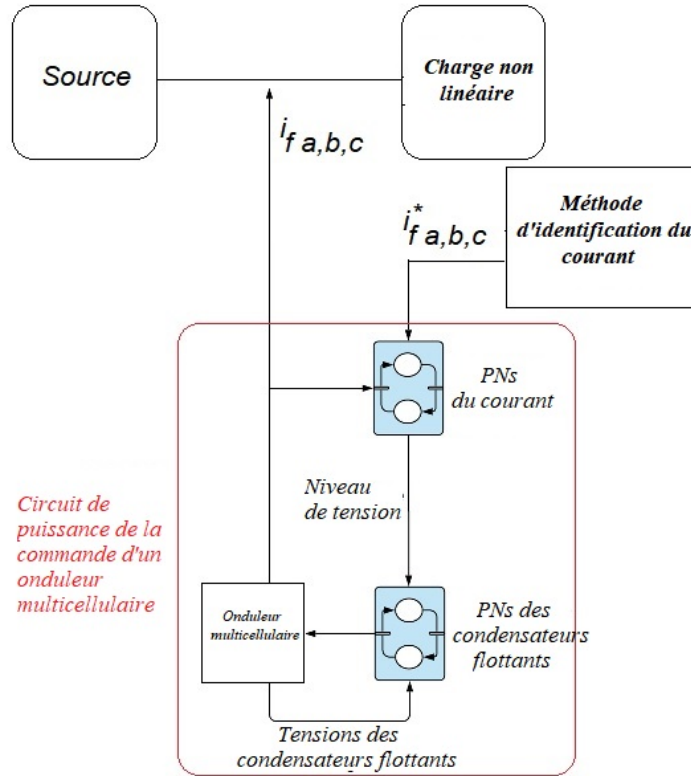 Source
Charge non
linéaire
i f a,b,c
Méthode
d'identification du
courant
i* f a,b,c
PNs
du courant
Niveau
de tension
Circuit de
puissance de la
commande d'un
onduleur
multicellulaire
Onduleur
multicellulaire
PNs des
condensateurs
flottants
Tensions des
condensateurs flottants